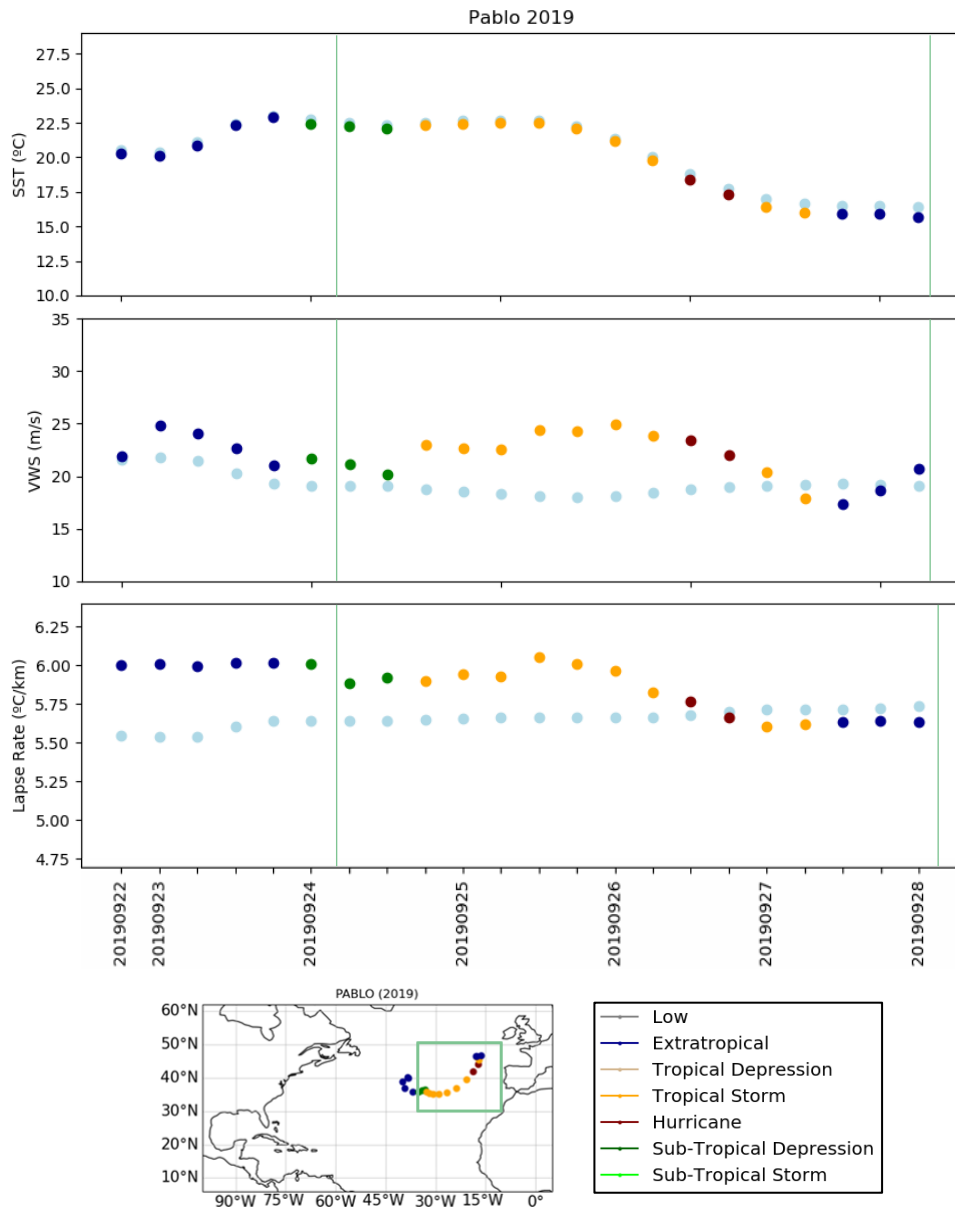 Pablo 2019
SST (ºC)
27.5
25.0
22.5
20.0
17.5
15.0
12.5
10.0
VWS (m/s)
35
30
25
20
15
10
Lapse Rate (ºC/km)
6.25
6.00
5.75
5.50
5.25
5.00
4.75
20190922
20190923
20190924
20190925
20190926
20190927
20190928
PABLO (2019)
60°N
50°N
40°N
30°N
20°N
10°N
90°W 75°W 60°W 45°W 30°W 15°W 0°
Low
Extratropical
Tropical Depression
Tropical Storm
Hurricane
Sub-Tropical Depression
Sub-Tropical Storm